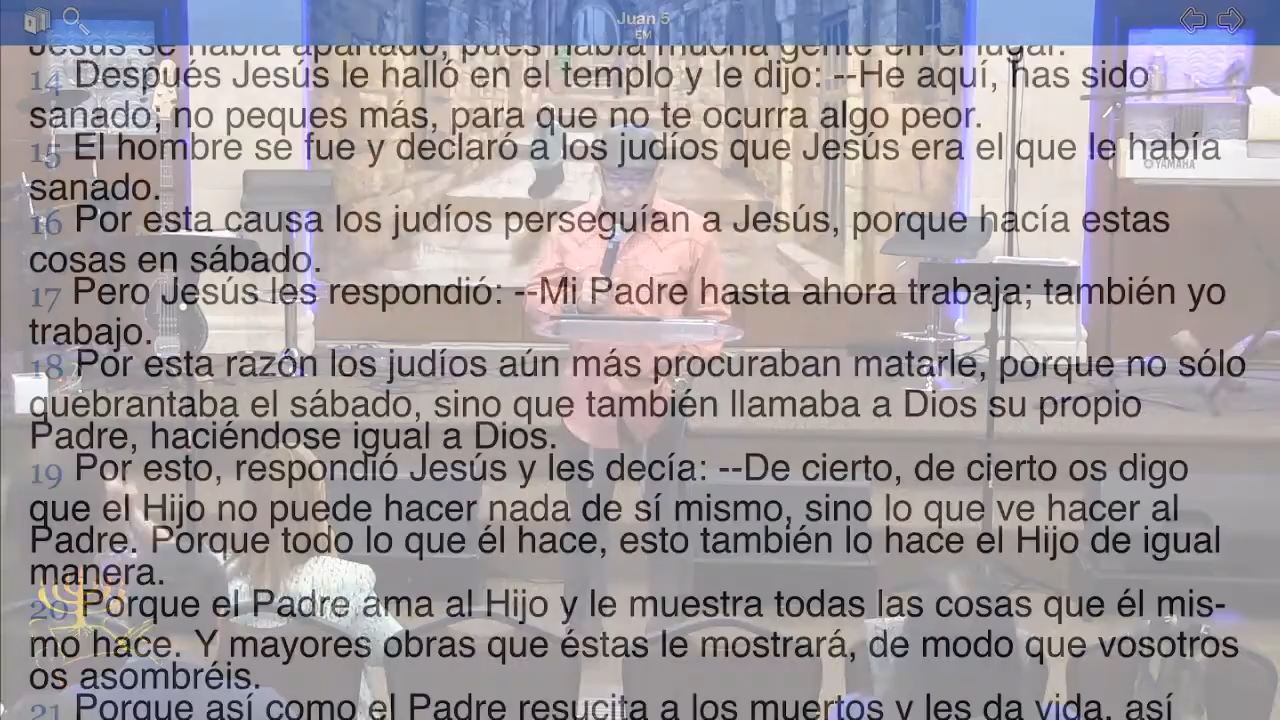 Juan 5
EM
Jesús se había apartado, pues había mucha gente en el lugar.
14 Después Jesús le halló en el templo y le dijo: --He aquí, has sido
sanado; no peques más, para que no te ocurra algo peor.
15 El hombre se fue y declaró a los judíos que Jesús era el que le había
sanado.
16 Por esta causa los judíos perseguían a Jesús, porque hacía estas
cosas en sábado.
17 Pero Jesús les respondió: --Mi Padre hasta ahora trabaja; también yo
trabajo.
18 Por esta razón los judíos aún más procuraban matarle, porque no sólo
quebrantaba el sábado, sino que también llamaba a Dios su propio
Padre, haciéndose igual a Dios.
19 Por esto, respondió Jesús y les decía: --De cierto, de cierto os digo
que el Hijo no puede hacer nada de sí mismo, sino lo que ve hacer al
Padre. Porque todo lo que él hace, esto también lo hace el Hijo de igual
manera.
20 Porque el Padre ama al Hijo y le muestra todas las cosas que él mis-
mo hace. Y mayores obras que éstas le mostrará, de modo que vosotros
os asombréis.
21 Porque así como el Padre resucita a los muertos y les da vida, así
YAMAHA